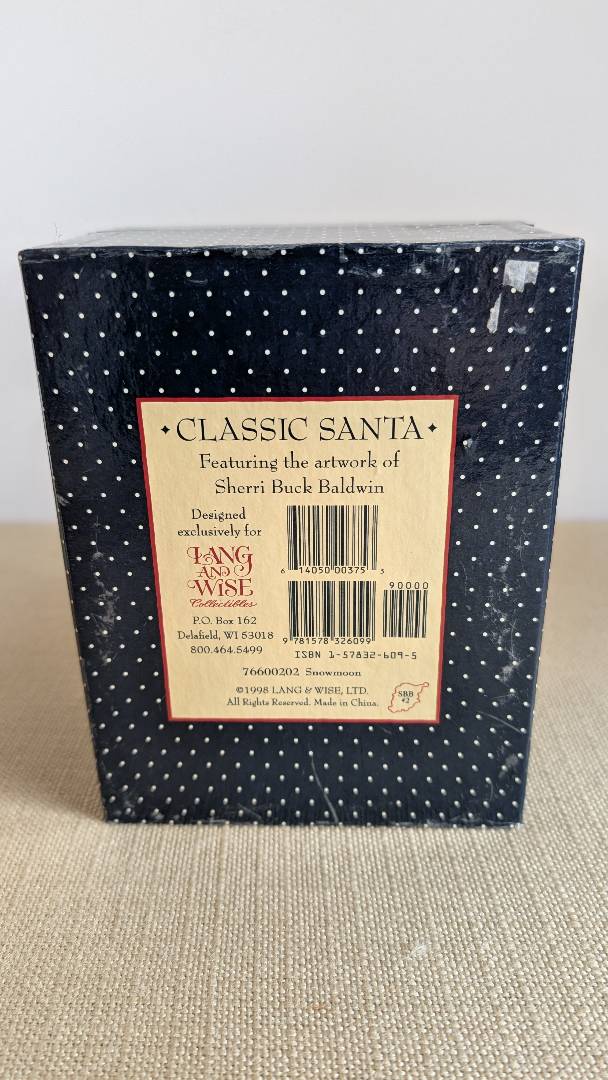 CLASSIC SANTA
Featuring the artwork of
Sherri Buck Baldwin
Designed
exclusively for
LANG
AND
WISE
Collectibles
P.O. Box 162
Delafield, WI 53018
800.464.5499
6 14050 00375 3
90000
9 781578 326099
ISBN 1-57832-609-5
76600202 Snowmoon
©1998 LANG & WISE, LTD.
All Rights Reserved. Made in China.
SBB
#2